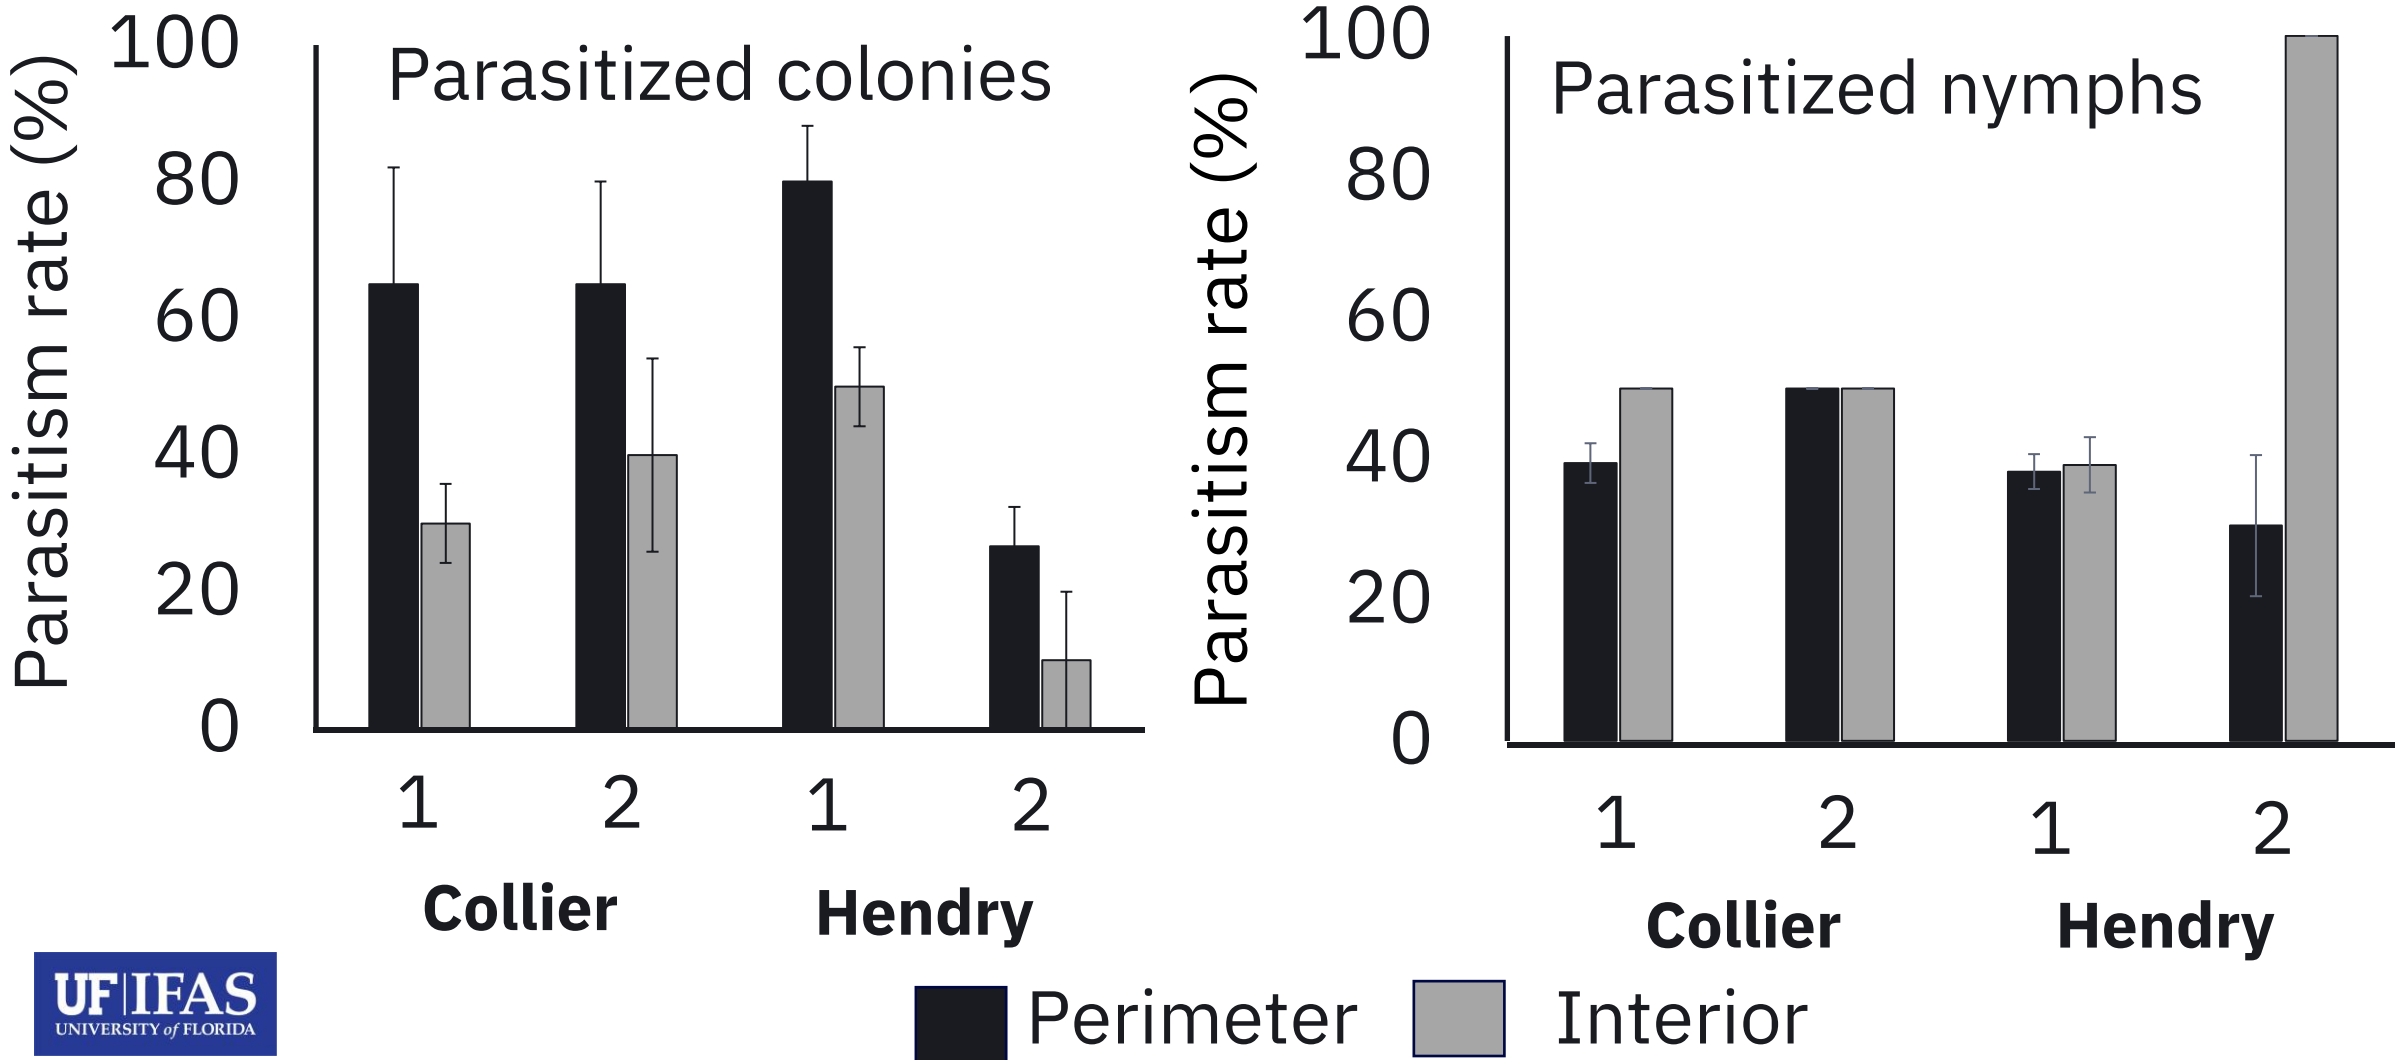 Parasitized colonies
Parasitism rate (%)
100
80
60
40
20
0
1 2 1 2
Collier Hendry
Parasitized nymphs
Parasitism rate (%)
100
80
60
40
20
0
1 2 1 2
Collier Hendry
Perimeter Interior
UF|IFAS
UNIVERSITY of FLORIDA